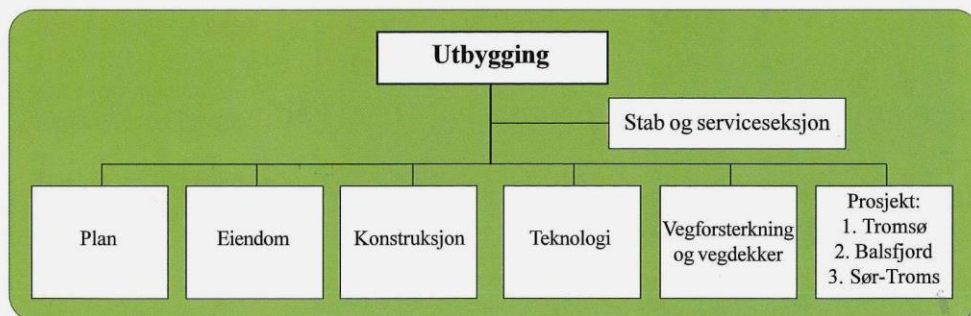 Utbygging
Stab og serviceseksjon
Plan
Eiendom
Konstruksjon
Teknologi
Vegforsterkning
og vegdekker
Prosjekt:
1. Tromsø
2. Balsfjord
3. Sør-Troms